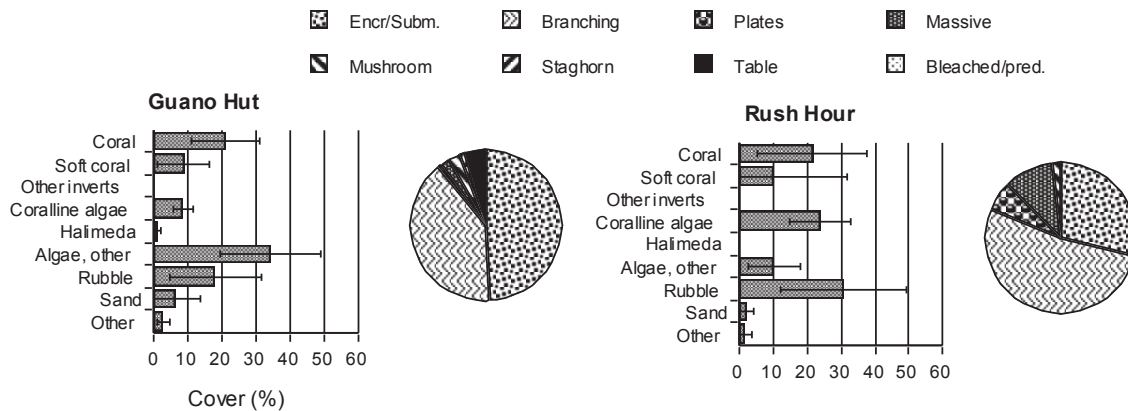 Encr/Subm. Branching Plates Massive
Mushroom Staghorn Table Bleached/pred.
Guano Hut
Coral
Soft coral
Other inverts
Coralline algae
Halimeda
Algae, other
Rubble
Sand
Other
0 10 20 30 40 50 60
Cover (%)
Rush Hour
Coral
Soft coral
Other inverts
Coralline algae
Halimeda
Algae, other
Rubble
Sand
Other
0 10 20 30 40 50 60